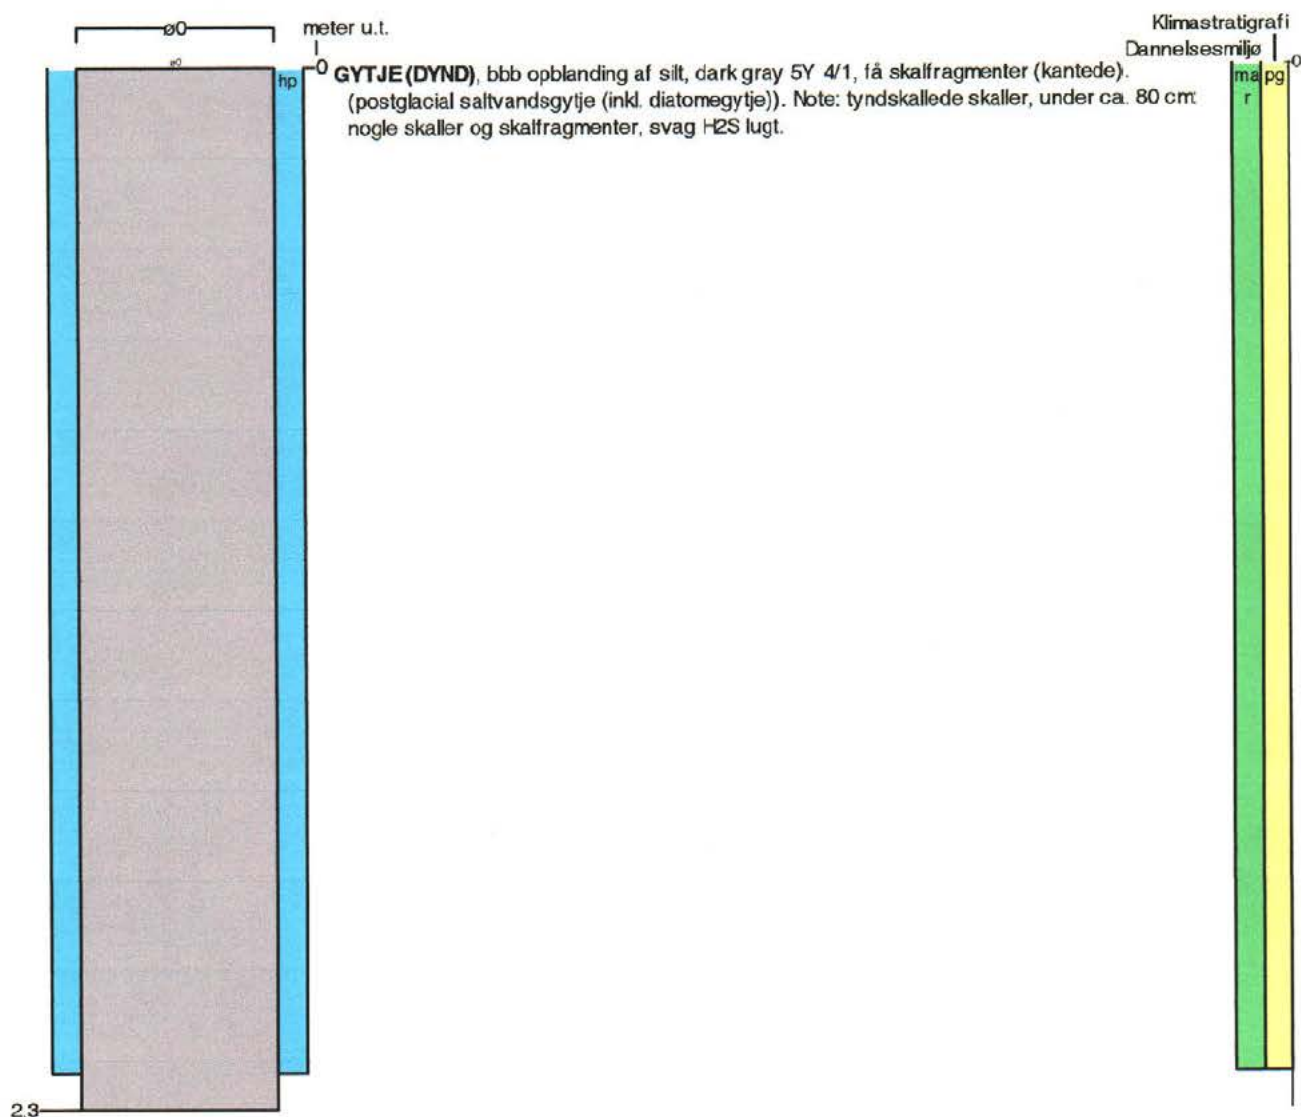 ø0
meter u.t.
Klimastratigrafi
Dannelsesmiljø
ø0
hp
0 GYTJE (DYND), bbb opblanding af silt, dark gray 5Y 4/1, få skalfragmenter (kantede).
(postglacial saltvandsgytje (inkl. diatomegytje)). Note: tyndskallede skaller, under ca. 80 cm
nogle skaller og skalfragmenter, svag H2S lugt.
ma pg
r
0
2.3